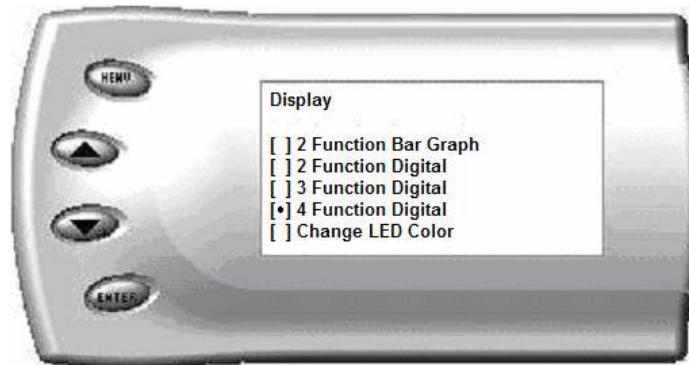 MENU
Display
[ ] 2 Function Bar Graph
[ ] 2 Function Digital
[ ] 3 Function Digital
[•] 4 Function Digital
[ ] Change LED Color
ENTER